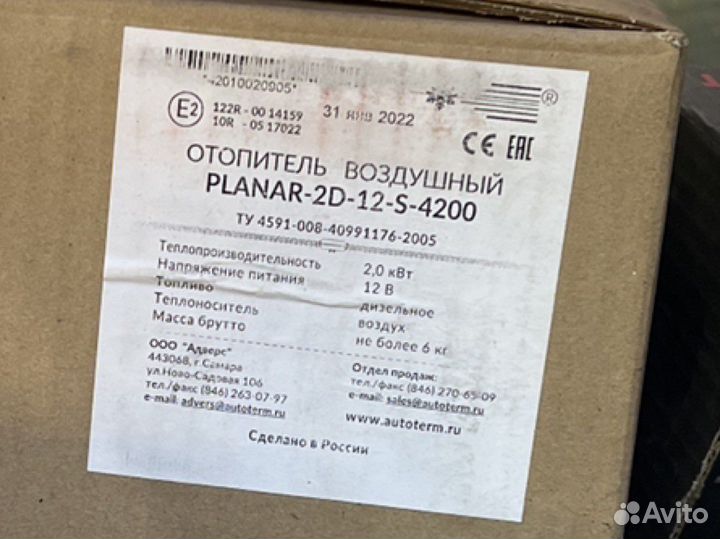 *42010020905*
E2
122R - 00 14159
10R - 05 17022
31 янв 2022
®
CE EAC
ОТОПИТЕЛЬ ВОЗДУШНЫЙ
PLANAR-2D-12-S-4200
ТУ 4591-008-40991176-2005
Теплопроизводительность 2,0 кВт
Напряжение питания 12 В
Топливо дизельное
Теплоноситель воздух
Масса брутто не более 6 кг
ООО "Адверс"
443068, г.Самара
ул.Ново-Садовая 106
тел./факс (846) 263-07-97
e-mail: advers@autoterm.ru
Отдел продаж:
тел./факс (846) 270-65-09
e-mail: sales@autoterm.ru
www.autoterm.ru
Сделано в России
Avito